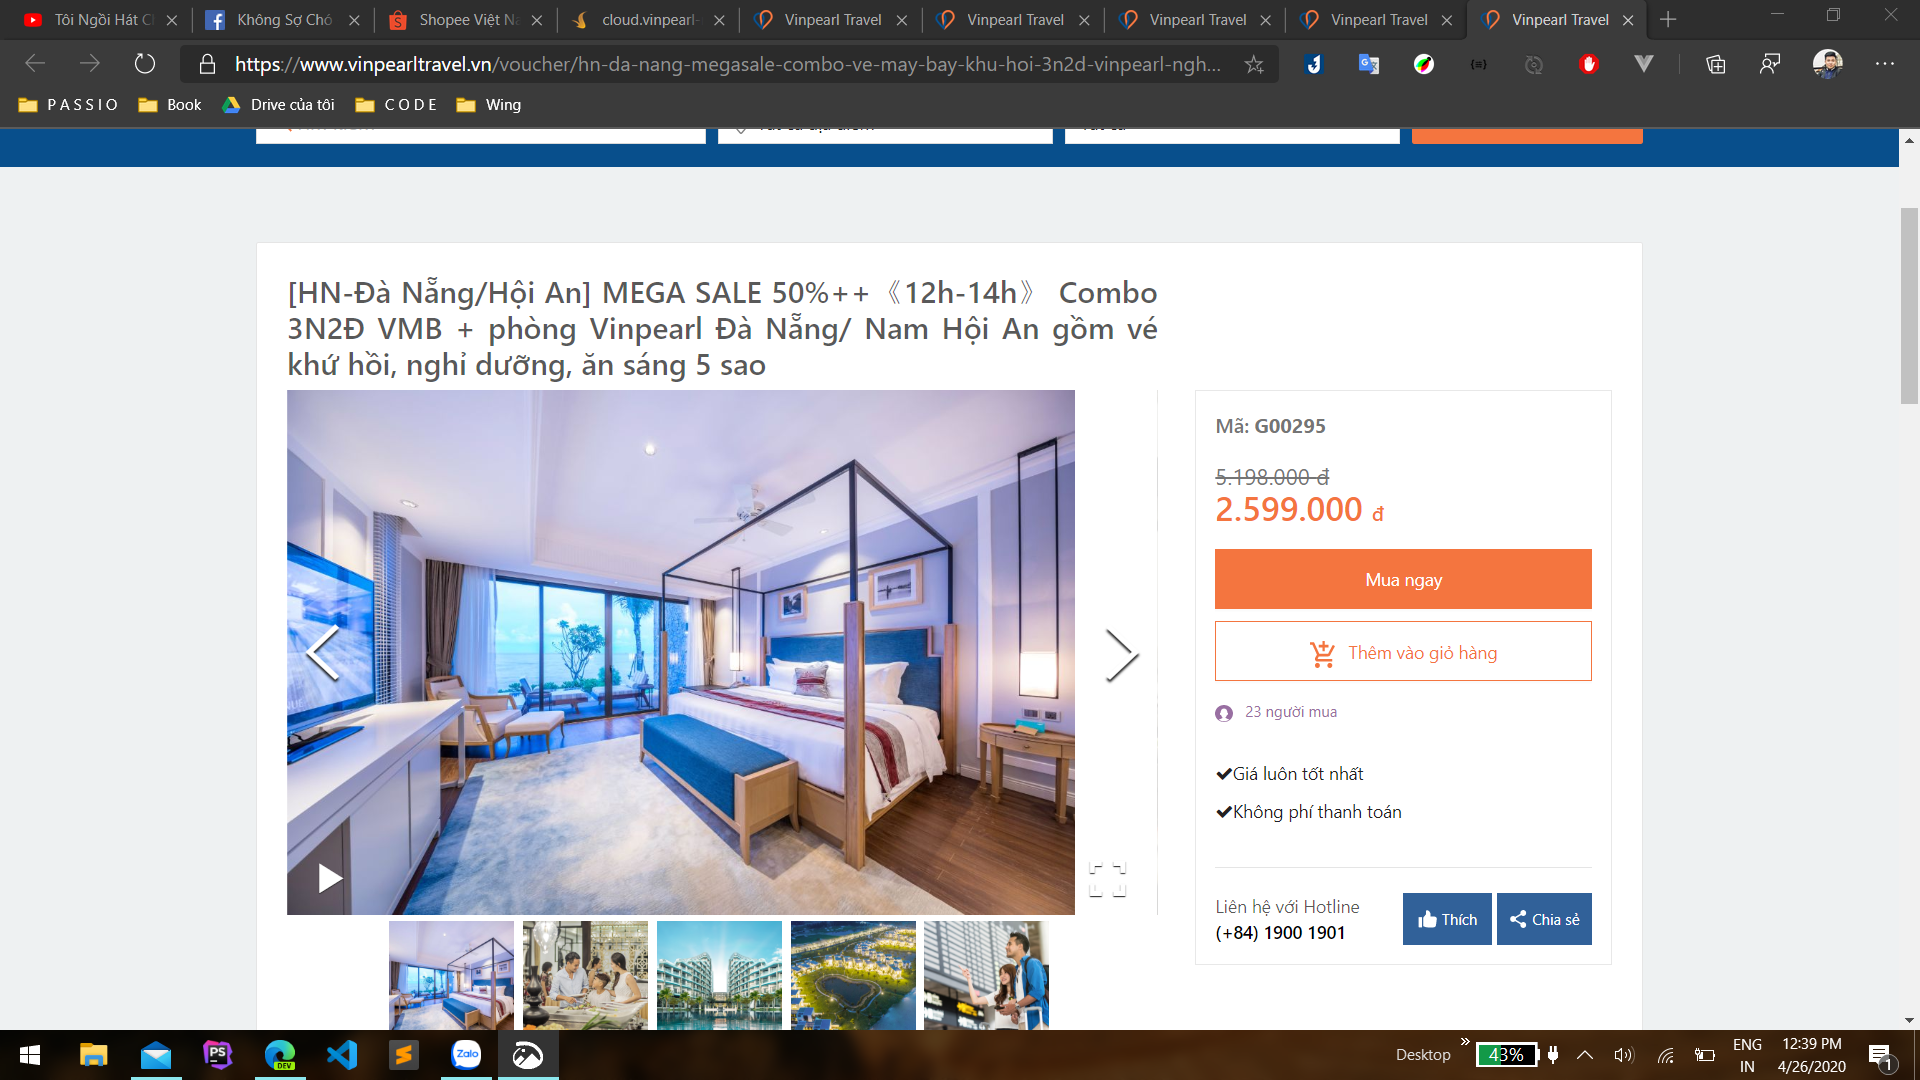 Tôi Ngồi Hát C
Không Sợ Chó
Shopee Việt Na
cloud.vinpearl-
Vinpearl Travel
Vinpearl Travel
Vinpearl Travel
Vinpearl Travel
Vinpearl Travel
https://www.vinpearltravel.vn/voucher/hn-da-nang-megasale-combo-ve-may-bay-khu-hoi-3n2d-vinpearl-ngh...
P A S S I O
Book
Drive của tôi
C O D E
Wing
[HN-Đà Nẵng/Hội An] MEGA SALE 50%++《12h-14h》 Combo
3N2Đ VMB + phòng Vinpearl Đà Nẵng/ Nam Hội An gồm vé
khứ hồi, nghỉ dưỡng, ăn sáng 5 sao
Mã: G00295
5.198.000 đ
2.599.000 đ
Mua ngay
Thêm vào giỏ hàng
23 người mua
Giá luôn tốt nhất
Không phí thanh toán
Liên hệ với Hotline
(+84) 1900 1901
Thích
Chia sẻ
PS
DEV
Zalo
Desktop
43%
ENG
IN
12:39 PM
4/26/2020
1